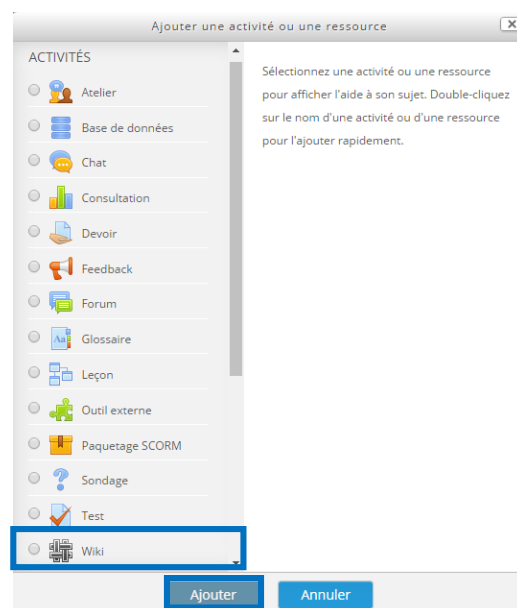 Ajouter une activité ou une ressource
ACTIVITÉS
Atelier
Base de données
Chat
Consultation
Devoir
Feedback
Forum
Glossaire
Leçon
Outil externe
Paquetage SCORM
Sondage
Test
Wiki
Sélectionnez une activité ou une ressource
pour afficher l'aide à son sujet. Double-cliquez
sur le nom d'une activité ou d'une ressource
pour l'ajouter rapidement.
Ajouter
Annuler